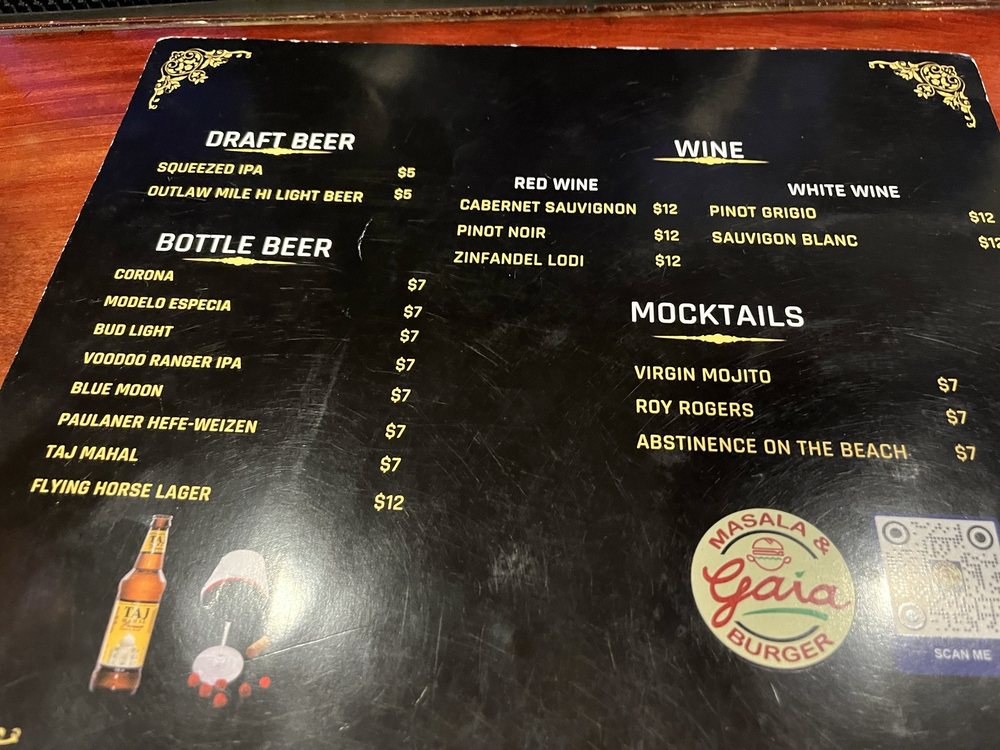 DRAFT BEER
SQUEEZED IPA $5
OUTLAW MILE HI LIGHT BEER $5
BOTTLE BEER
CORONA $7
MODELO ESPECIA $7
BUD LIGHT $7
VOODOO RANGER IPA $7
BLUE MOON $7
PAULANER HEFE-WEIZEN $7
TAJ MAHAL $7
FLYING HORSE LAGER $12
WINE
RED WINE
CABERNET SAUVIGNON $12
PINOT NOIR $12
ZINFANDEL LODI $12
WHITE WINE
PINOT GRIGIO $12
SAUVIGON BLANC $12
MOCKTAILS
VIRGIN MOJITO $7
ROY ROGERS $7
ABSTINENCE ON THE BEACH $7
TAJ
TAJ
MASALA &
Gaia
BURGER
SCAN ME